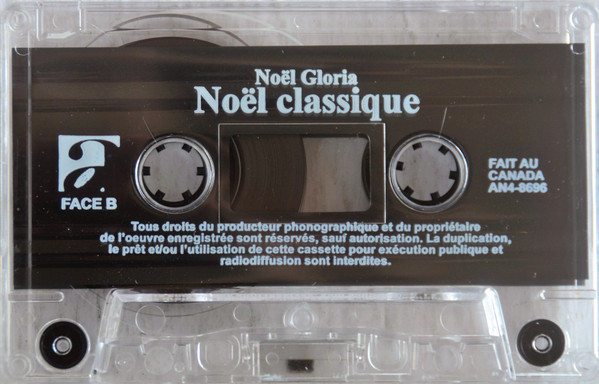 Noël Gloria
Noël classique
FACE B
FAIT AU
CANADA
AN4-8696
Tous droits du producteur phonographique et du propriétaire
de l'oeuvre enregistrée sont réservés, sauf autorisation. La duplication,
le prêt et/ou l'utilisation de cette cassette pour exécution publique et
radiodiffusion sont interdites.